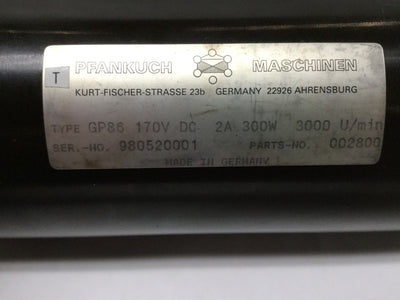 T PFANKUCH MASCHINEN
KURT-FISCHER-STRASSE 23b GERMANY 22926 AHRENSBURG
TYPE GP86 170V DC 2A 300W 3000 U/min
SER.-NO. 980520001 PARTS-NO. 002800
MADE IN GERMANY